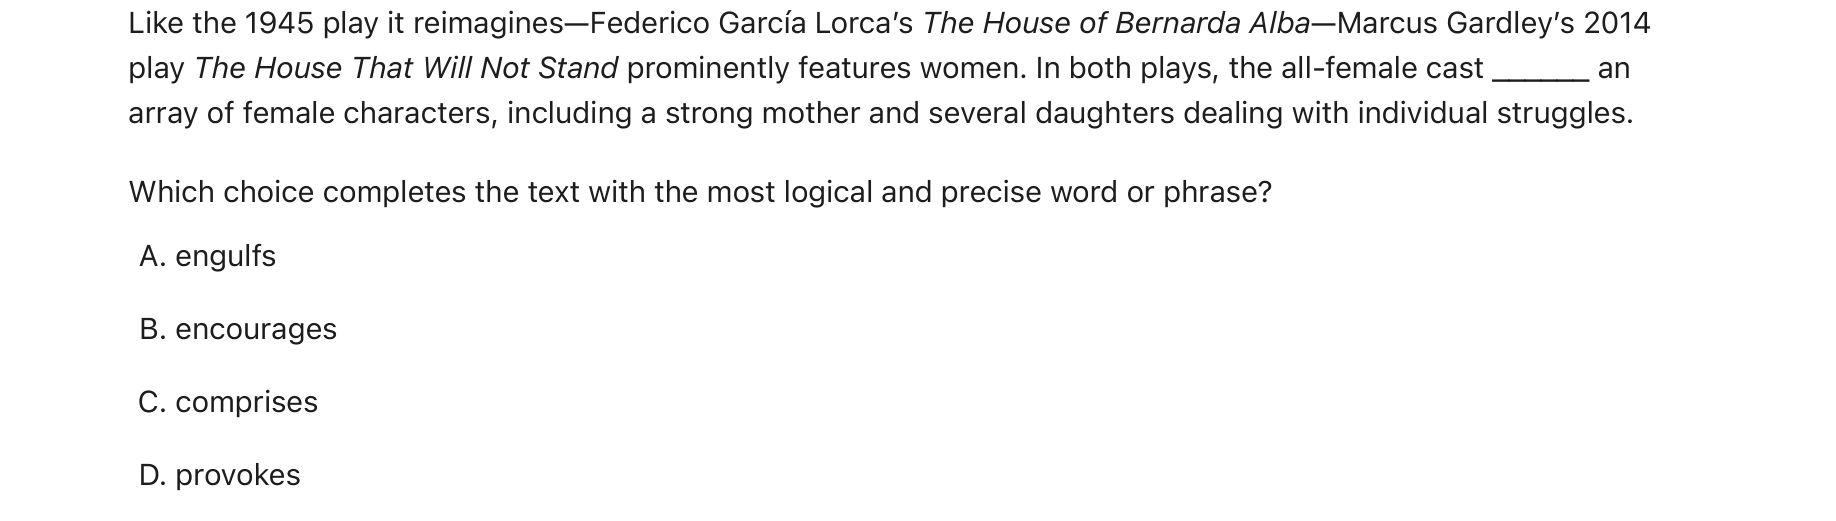 Like the 1945 play it reimagines—Federico García Lorca's The House of Bernarda Alba—Marcus Gardley's 2014
play The House That Will Not Stand prominently features women. In both plays, the all-female cast ______ an
array of female characters, including a strong mother and several daughters dealing with individual struggles.
Which choice completes the text with the most logical and precise word or phrase?
A. engulfs
B. encourages
C. comprises
D. provokes